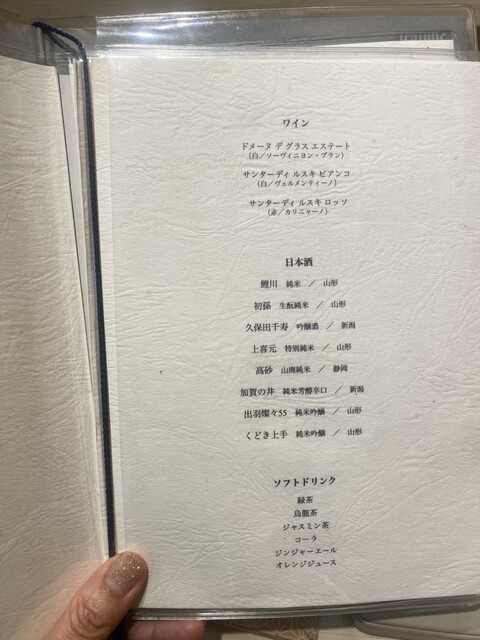 ワイン
ドメーヌ デ グラス エステート
(白／ソーヴィニヨン・ブラン)
サンターディ ルスキ ビアンコ
(白／ヴェルメンティーノ)
サンターディ ルスキ ロッソ
(赤／カリニャーノ)
日本酒
鯉川 純米 ／ 山形
初孫 生酛純米 ／ 山形
久保田千寿 吟醸酒 ／ 新潟
上喜元 特別純米 ／ 山形
高砂 山廃純米 ／ 静岡
加賀の井 純米芳醇辛口 ／ 新潟
出羽燦々55 純米吟醸 ／ 山形
くどき上手 純米吟醸 ／ 山形
ソフトドリンク
緑茶
烏龍茶
ジャスミン茶
コーラ
ジンジャーエール
オレンジジュース